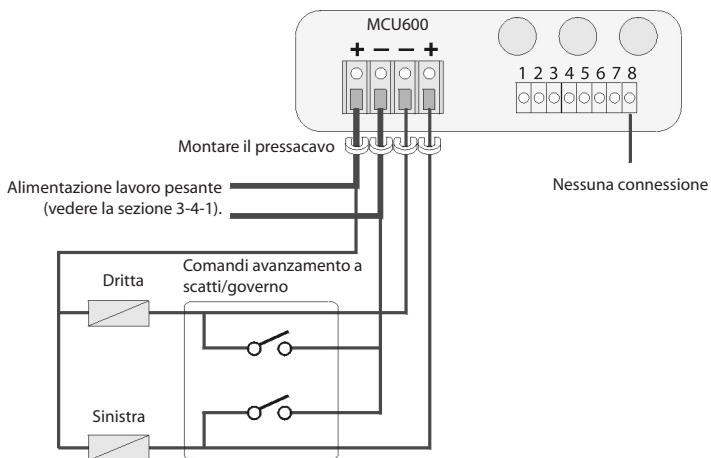 MCU600
+ − − +
1 2 3 4 5 6 7 8
Montare il pressacavo
Nessuna connessione
Alimentazione lavoro pesante
(vedere la sezione 3-4-1).
Comandi avanzamento a
scatti/governo
Dritta
Sinistra